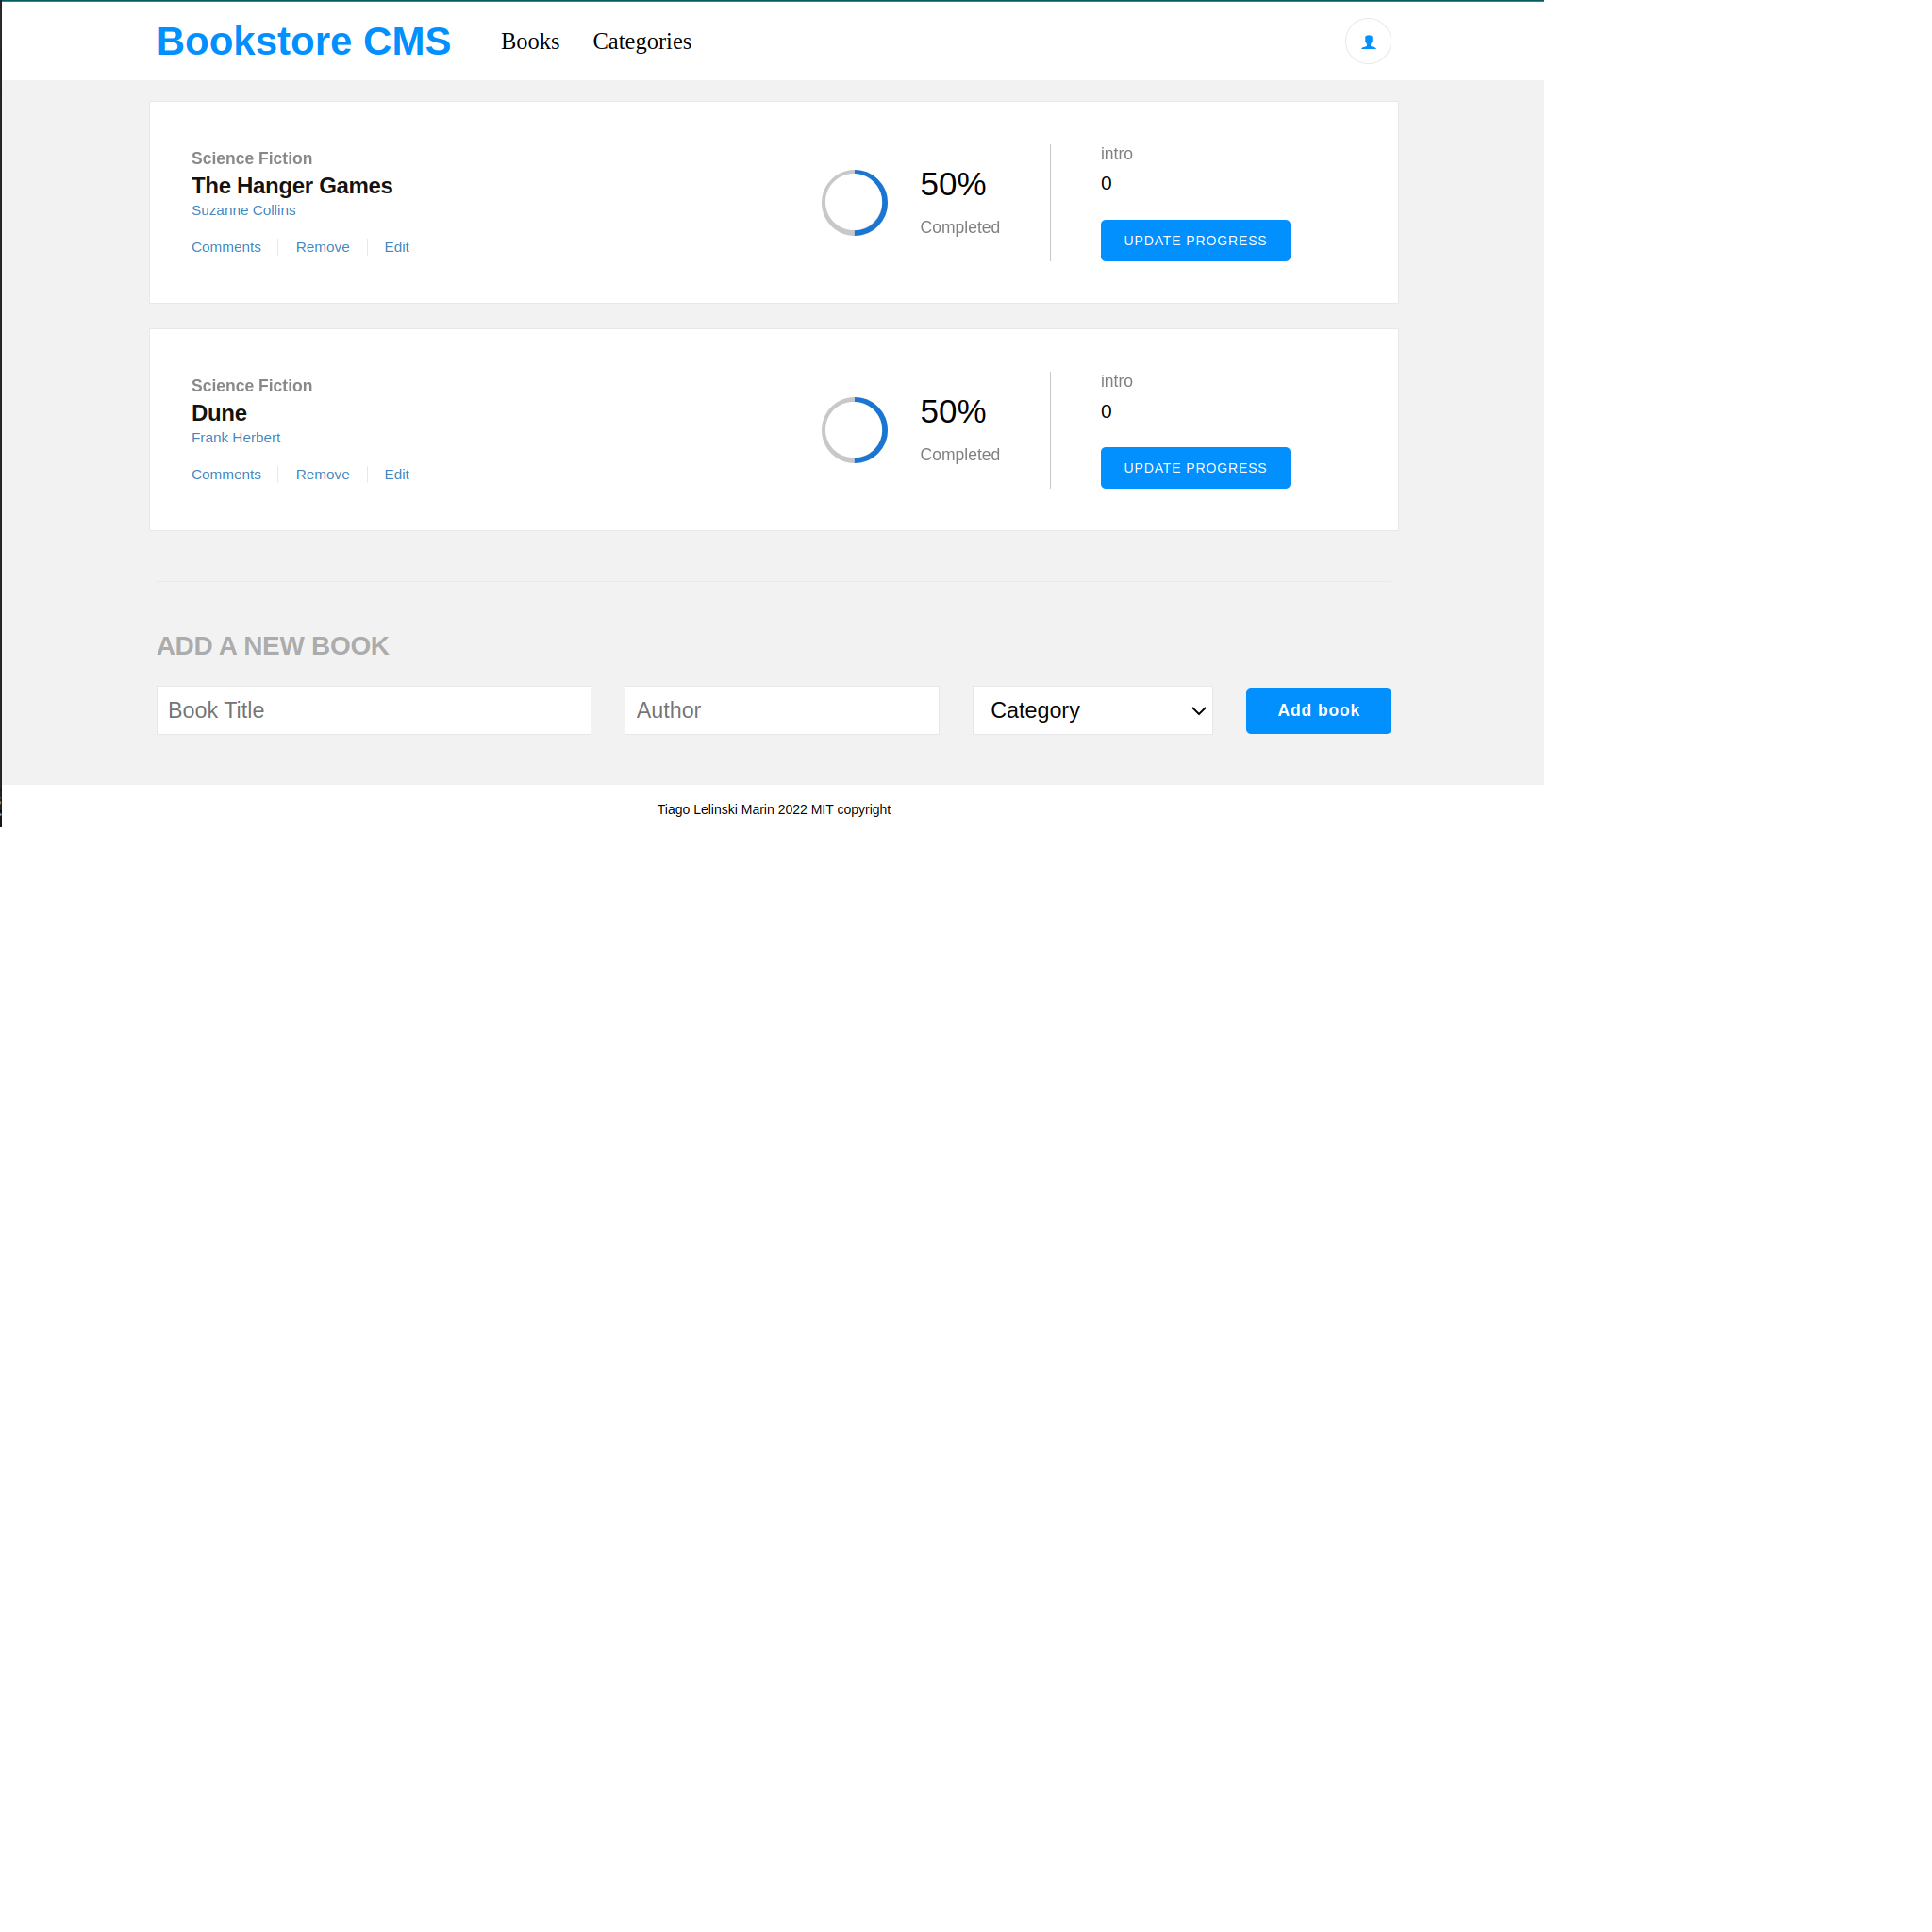 Bookstore CMS Books Categories
Science Fiction
The Hanger Games
Suzanne Collins
Comments Remove Edit
50%
Completed
intro
0
UPDATE PROGRESS
Science Fiction
Dune
Frank Herbert
Comments Remove Edit
50%
Completed
intro
0
UPDATE PROGRESS
ADD A NEW BOOK
Book Title Author Category Add book
Tiago Lelinski Marin 2022 MIT copyright